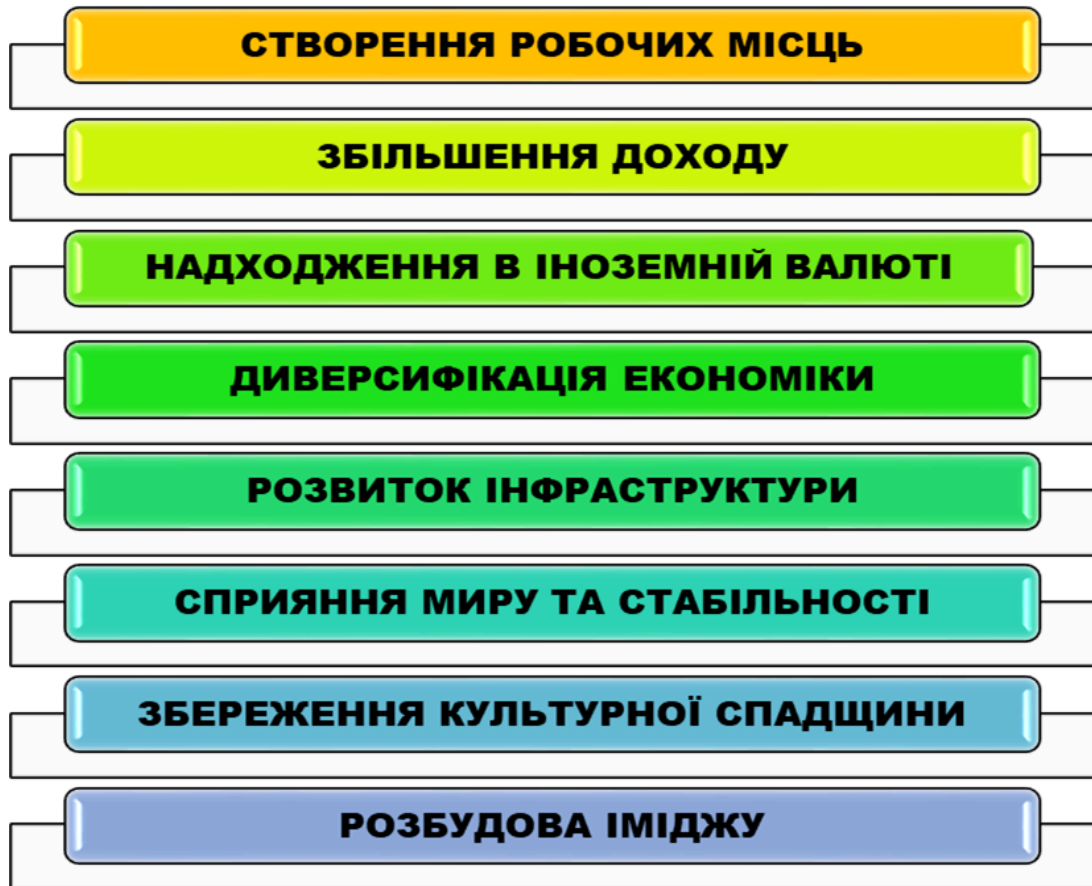 СТВОРЕННЯ РОБОЧИХ МІСЦЬ
ЗБІЛЬШЕННЯ ДОХОДУ
НАДХОДЖЕННЯ В ІНОЗЕМНІЙ ВАЛЮТІ
ДИВЕРСИФІКАЦІЯ ЕКОНОМІКИ
РОЗВИТОК ІНФРАСТРУКТУРИ
СПРИЯННЯ МИРУ ТА СТАБІЛЬНОСТІ
ЗБЕРЕЖЕННЯ КУЛЬТУРНОЇ СПАДЩИНИ
РОЗБУДОВА ІМІДЖУ